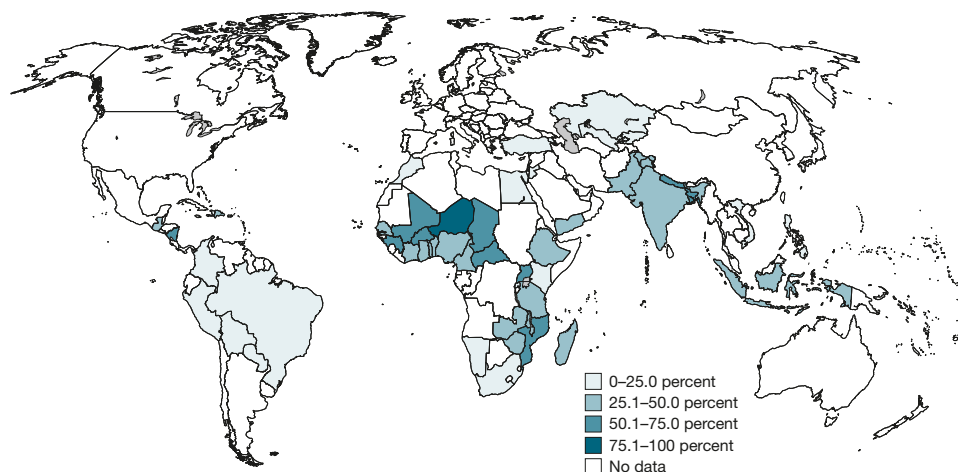 0–25.0 percent
25.1–50.0 percent
50.1–75.0 percent
75.1–100 percent
No data